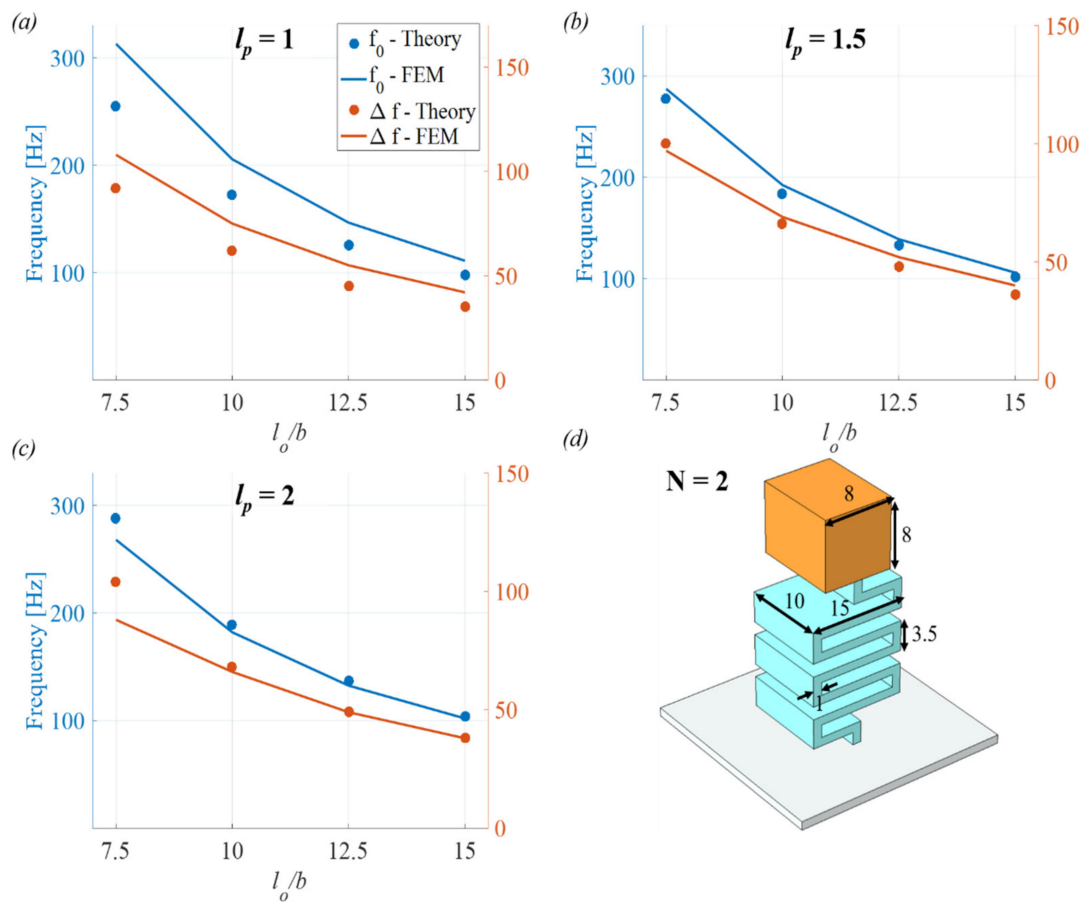 (a)
l_p = 1
f_0 - Theory
f_0 - FEM
Δ f - Theory
Δ f - FEM
Frequency [Hz]
300
200
100
150
100
50
0
7.5 10 12.5 15
l_o/b
(b)
l_p = 1.5
Frequency [Hz]
300
200
100
150
100
50
0
7.5 10 12.5 15
l_o/b
(c)
l_p = 2
Frequency [Hz]
300
200
100
150
100
50
0
7.5 10 12.5 15
l_o/b
(d)
N = 2
8
8
10
15
3.5
1